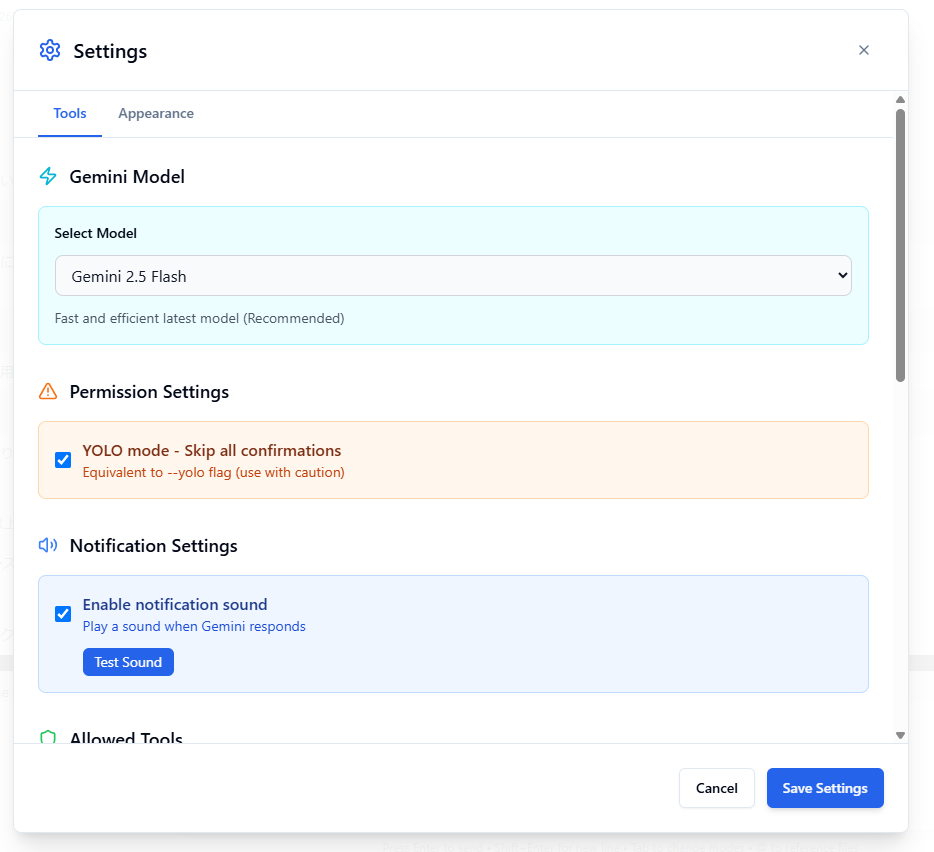 Settings
Tools
Appearance
Gemini Model
Select Model
Gemini 2.5 Flash
Fast and efficient latest model (Recommended)
Permission Settings
YOLO mode - Skip all confirmations
Equivalent to --yolo flag (use with caution)
Notification Settings
Enable notification sound
Play a sound when Gemini responds
Test Sound
Allowed Tools
Cancel
Save Settings